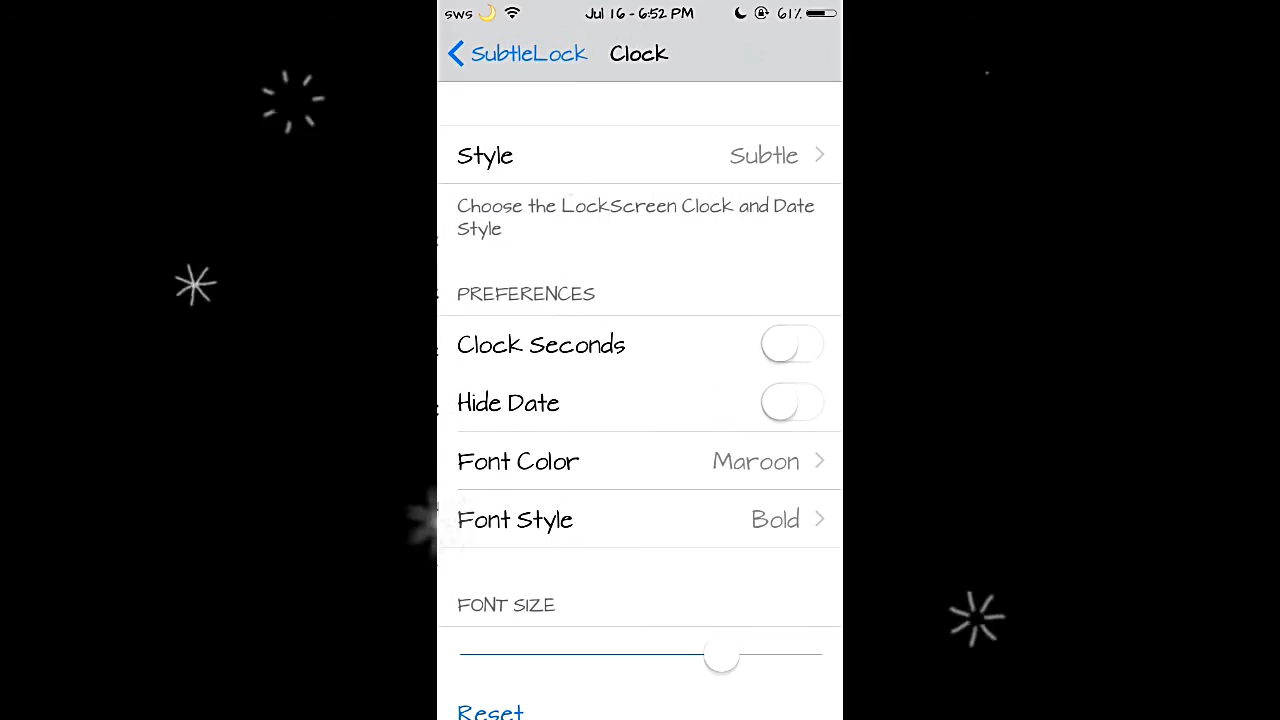 sws🌙 Jul 16 - 6:52 PM 61%
SubtleLock Clock
Style Subtle
Choose the LockScreen Clock and Date
Style
PREFERENCES
Clock Seconds
Hide Date
Font Color Maroon
Font Style Bold
FONT SIZE
Reset